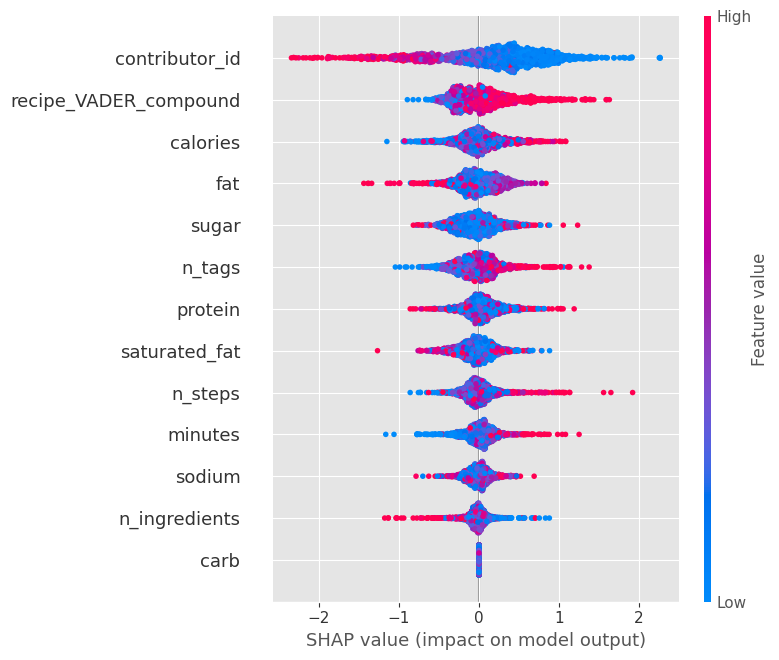 High
contributor_id
recipe_VADER_compound
calories
fat
sugar
n_tags
protein
saturated_fat
n_steps
minutes
sodium
n_ingredients
carb
Feature value
Low
−2 −1 0 1 2
SHAP value (impact on model output)